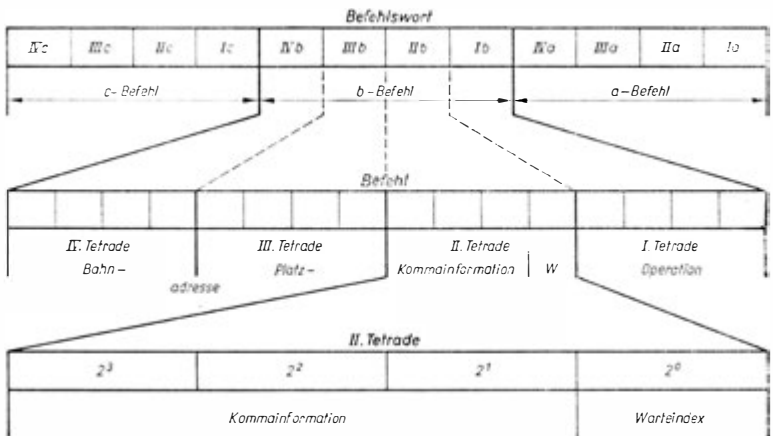 Befehlswort
IVc IIIc IIc Ic IVb IIIb IIb Ib IVa IIIa IIa Ia
c-Befehl b-Befehl a-Befehl
Befehl
IV. Tetrade III. Tetrade II. Tetrade I. Tetrade
Bahn- Platz- Kommainformation W Operation
adresse
II. Tetrade
2³ 2² 2¹ 2⁰
Kommainformation Warteindex